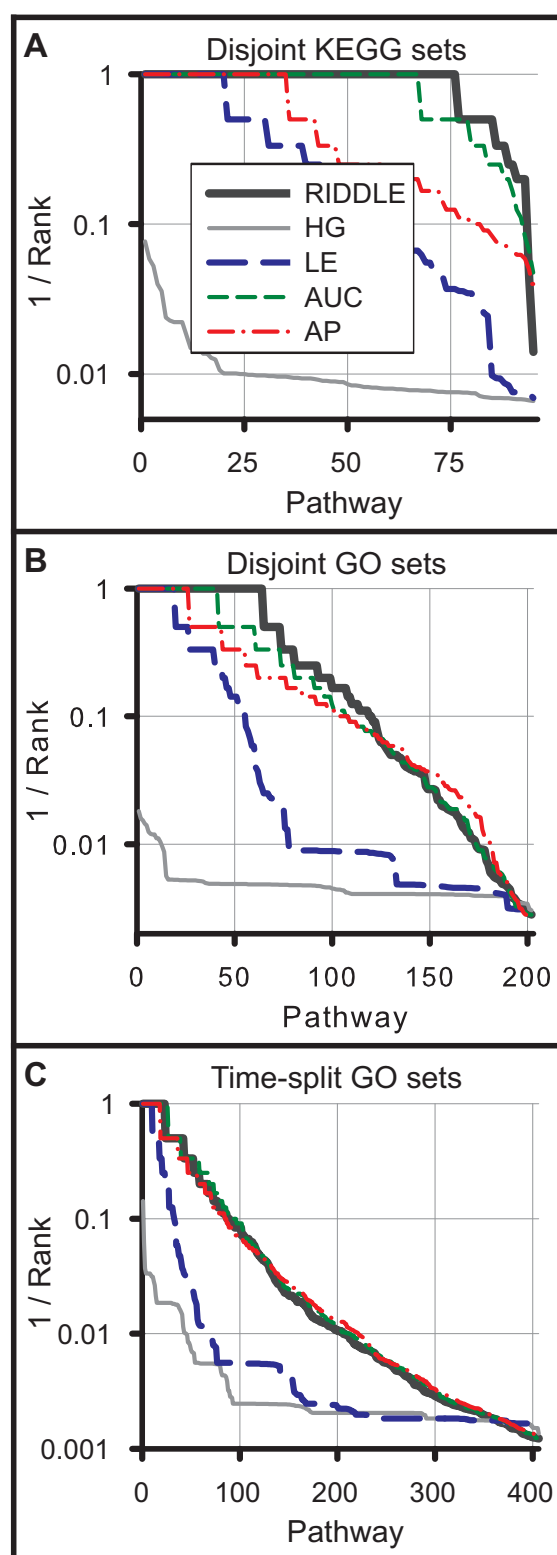 A
Disjoint KEGG sets
1
0.1
0.01
1 / Rank
RIDDLE
HG
LE
AUC
AP
0 25 50 75
Pathway
B
Disjoint GO sets
1
0.1
0.01
1 / Rank
0 50 100 150 200
Pathway
C
Time-split GO sets
1
0.1
0.01
0.001
1 / Rank
0 100 200 300 400
Pathway